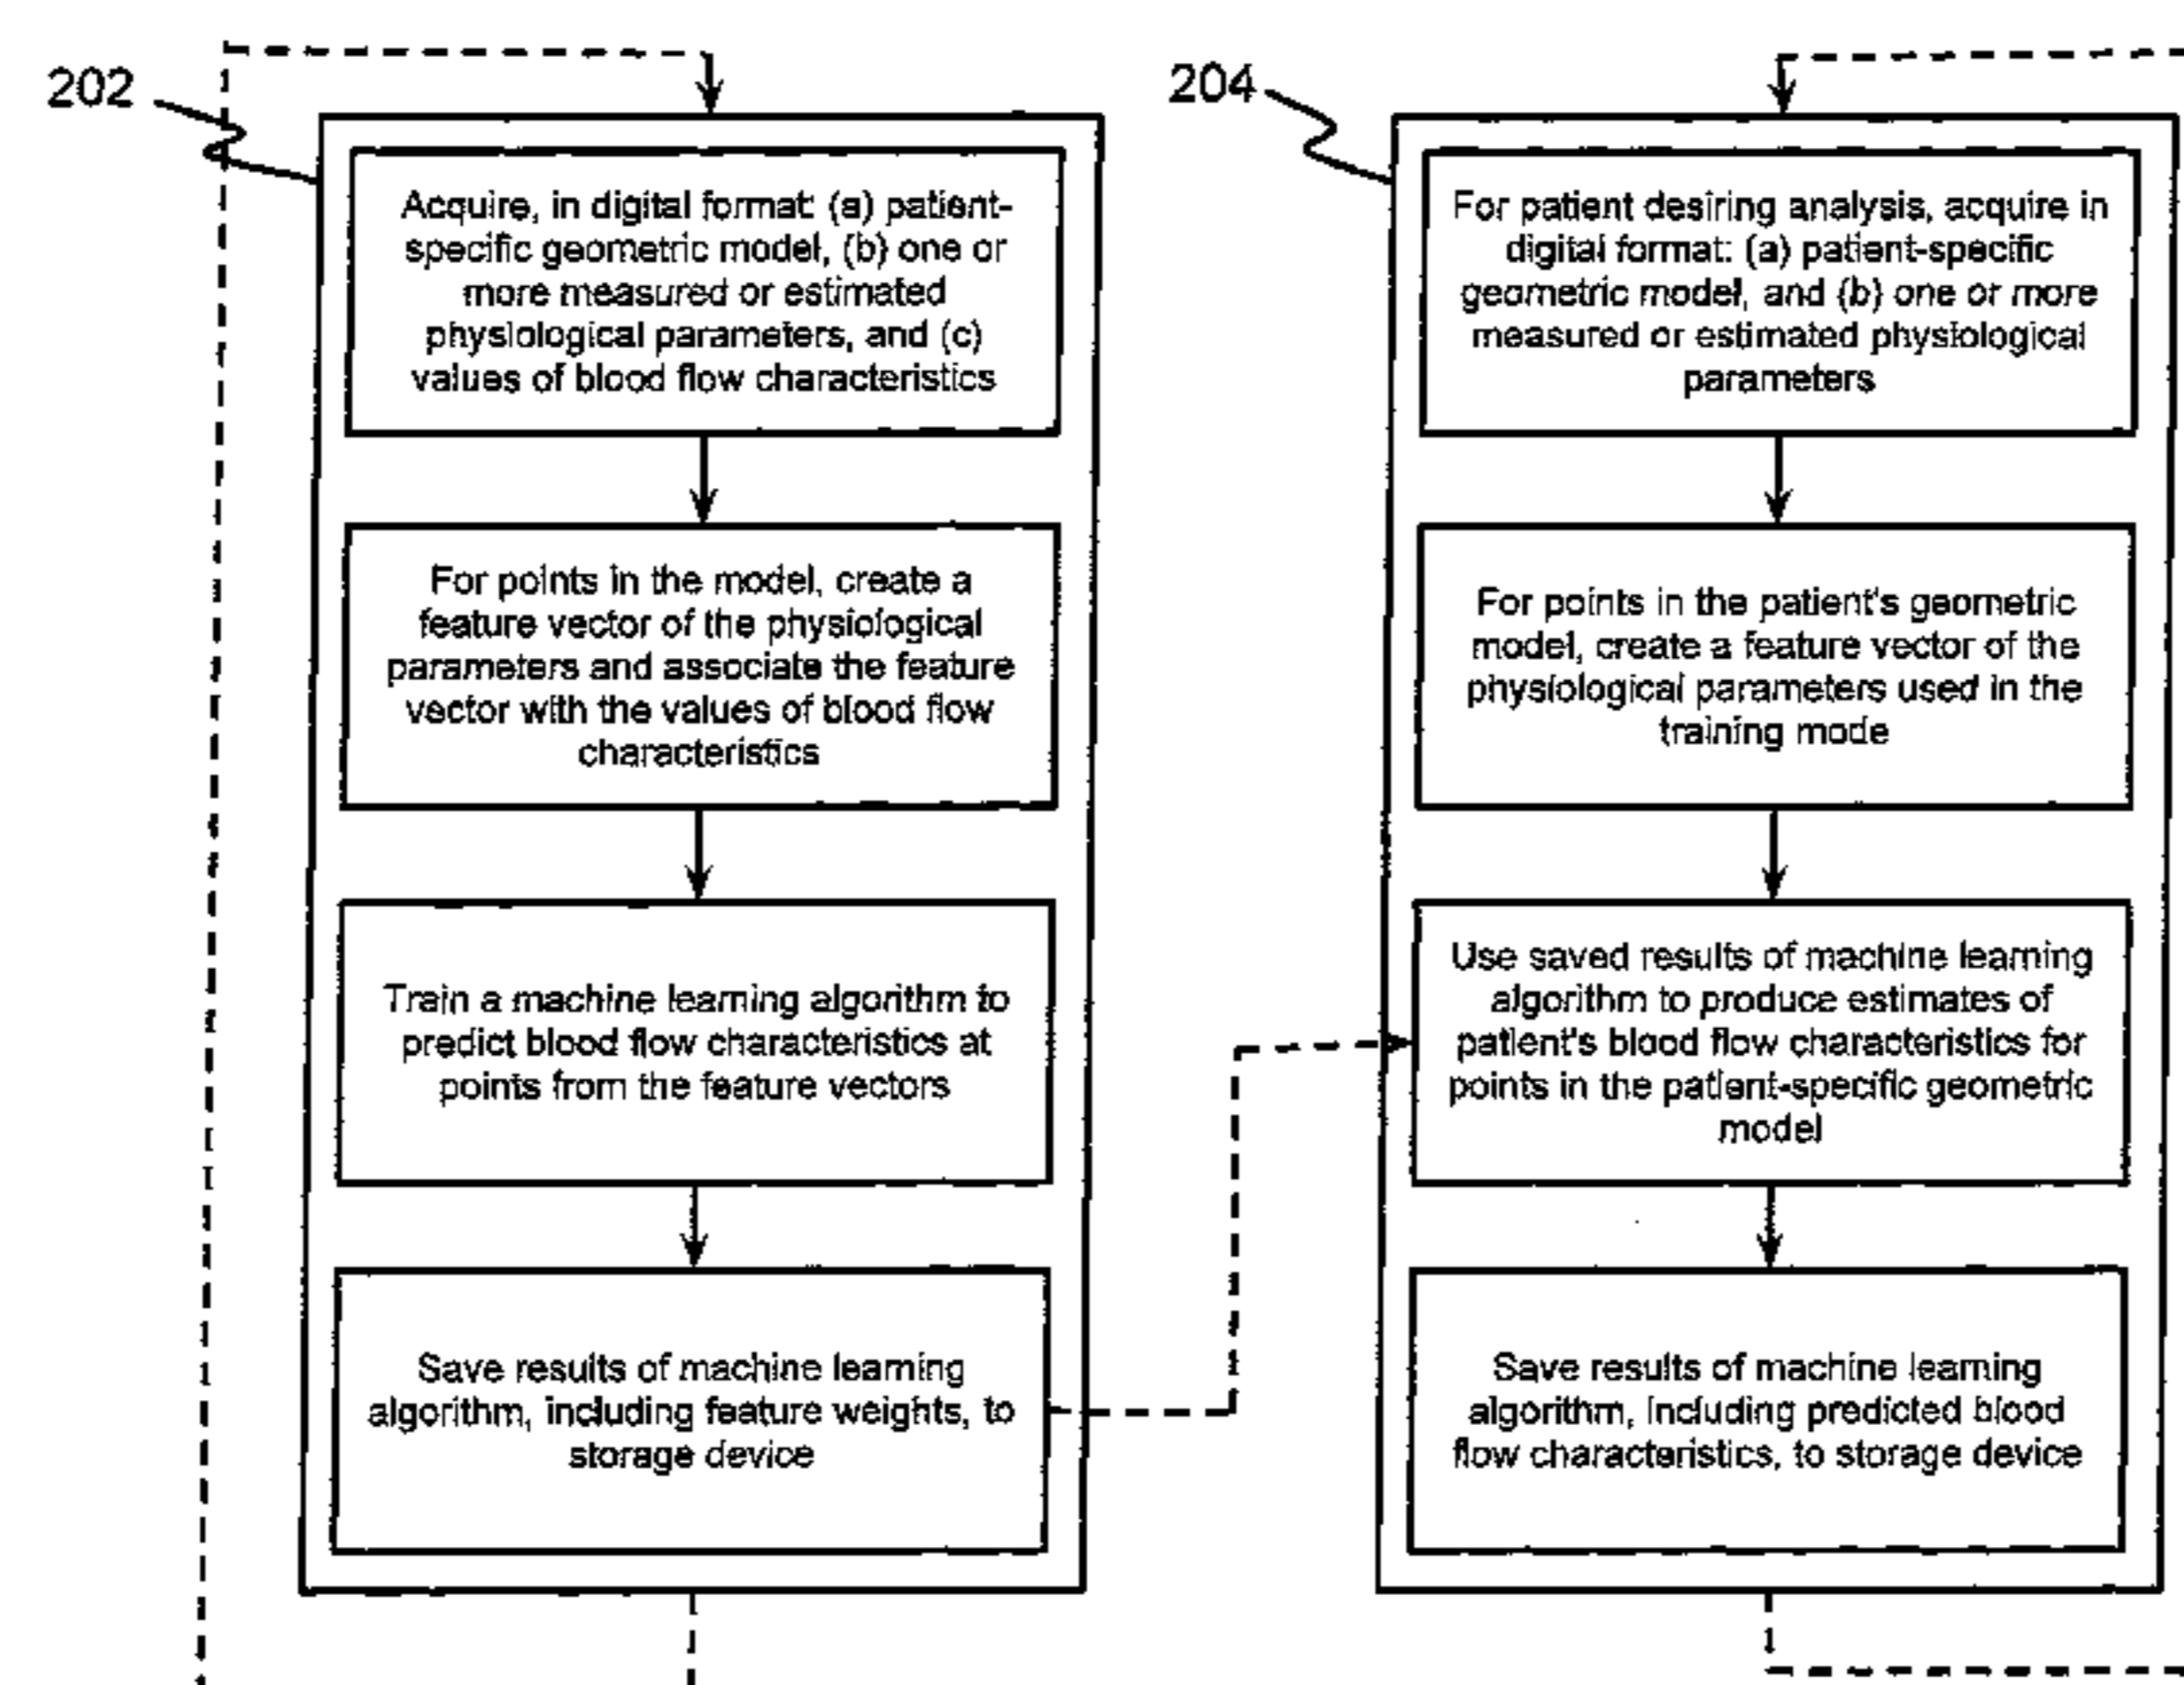 202
Acquire, in digital format: (a) patient-
specific geometric model, (b) one or
more measured or estimated
physiological parameters, and (c)
values of blood flow characteristics
For points in the model, create a
feature vector of the physiological
parameters and associate the feature
vector with the values of blood flow
characteristics
Train a machine learning algorithm to
predict blood flow characteristics at
points from the feature vectors
Save results of machine learning
algorithm, including feature weights, to
storage device
204
For patient desiring analysis, acquire in
digital format: (a) patient-specific
geometric model, and (b) one or more
measured or estimated physiological
parameters
For points in the patient's geometric
model, create a feature vector of the
physiological parameters used in the
training mode
Use saved results of machine learning
algorithm to produce estimates of
patient's blood flow characteristics for
points in the patient-specific geometric
model
Save results of machine learning
algorithm, including predicted blood
flow characteristics, to storage device